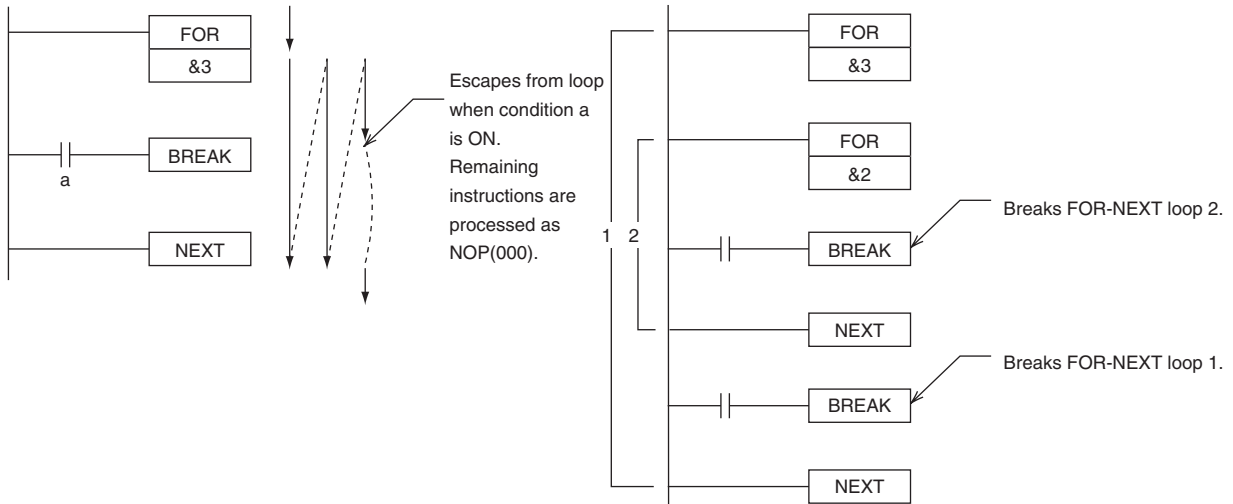 FOR
&3
a
BREAK
NEXT
Escapes from loop
when condition a
is ON.
Remaining
instructions are
processed as
NOP(000).
1 2
FOR
&3
FOR
&2
BREAK
Breaks FOR-NEXT loop 2.
NEXT
BREAK
Breaks FOR-NEXT loop 1.
NEXT